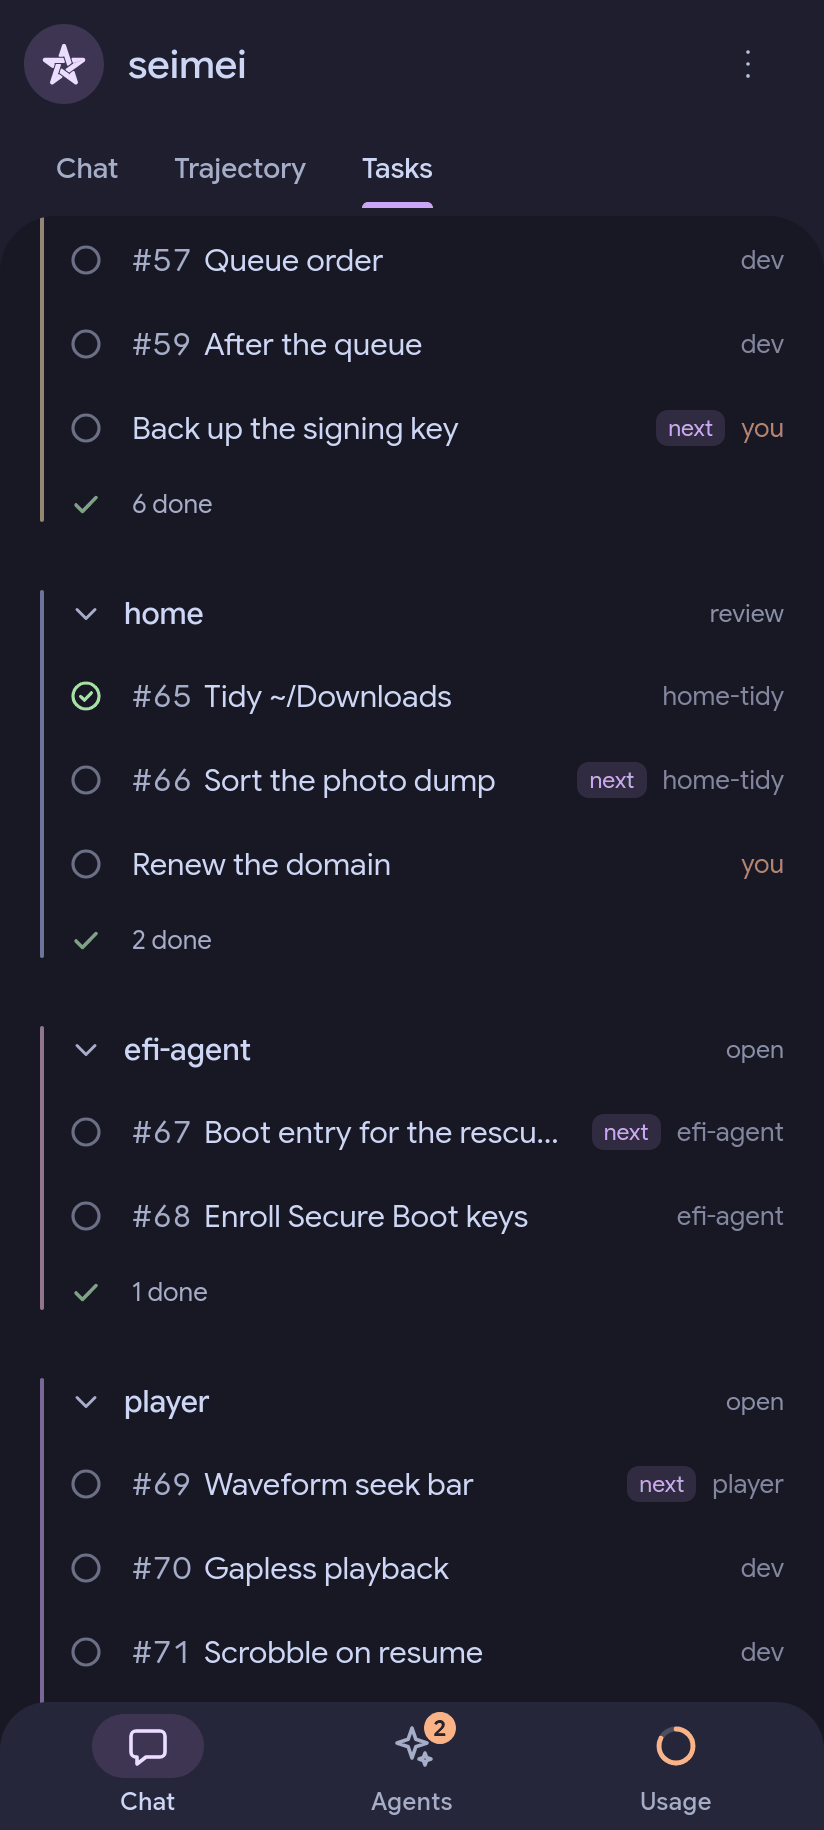 seimei
Chat Trajectory Tasks
#57 Queue order dev
#59 After the queue dev
Back up the signing key next you
6 done
home review
#65 Tidy ~/Downloads home-tidy
#66 Sort the photo dump next home-tidy
Renew the domain you
2 done
efi-agent open
#67 Boot entry for the rescu... next efi-agent
#68 Enroll Secure Boot keys efi-agent
1 done
player open
#69 Waveform seek bar next player
#70 Gapless playback dev
#71 Scrobble on resume dev
2
Chat Agents Usage